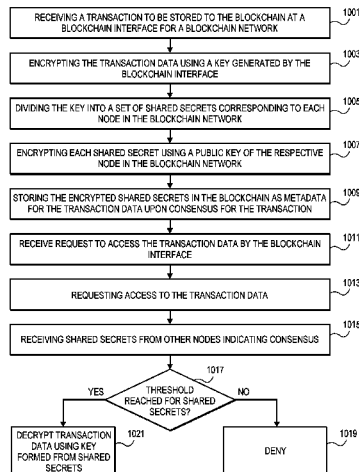 RECEIVING A TRANSACTION TO BE STORED TO THE BLOCKCHAIN AT A
BLOCKCHAIN INTERFACE FOR A BLOCKCHAIN NETWORK
1001
ENCRYPTING THE TRANSACTION DATA USING A KEY GENERATED BY THE
BLOCKCHAIN INTERFACE
1003
DIVIDING THE KEY INTO A SET OF SHARED SECRETS CORRESPONDING TO EACH
NODE IN THE BLOCKCHAIN NETWORK
1005
ENCRYPTING EACH SHARED SECRET USING A PUBLIC KEY OF THE RESPECTIVE
NODE IN THE BLOCKCHAIN NETWORK
1007
STORING THE ENCRYPTED SHARED SECRETS IN THE BLOCKCHAIN AS METADATA
FOR THE TRANSACTION DATA UPON CONSENSUS FOR THE TRANSACTION
1009
RECEIVE REQUEST TO ACCESS THE TRANSACTION DATA BY THE BLOCKCHAIN
INTERFACE
1011
REQUESTING ACCESS TO THE TRANSACTION DATA
1013
RECEIVING SHARED SECRETS FROM OTHER NODES INDICATING CONSENSUS
1015
1017
YES
THRESHOLD
REACHED FOR SHARED
SECRETS?
NO
DECRYPT TRANSACTION
DATA USING KEY
FORMED FROM SHARED
SECRETS
1021
DENY
1019